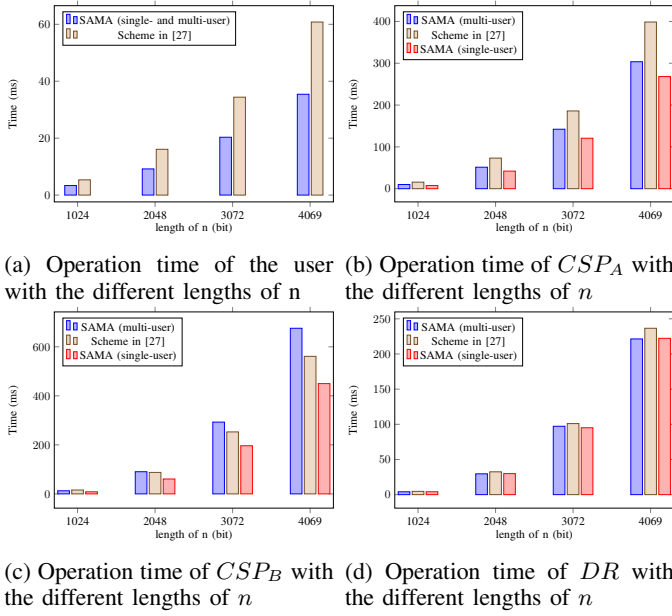 SAMA (single- and multi-user)
Scheme in [27]
60
40
20
0
Time (ms)
1024 2048 3072 4069
length of n (bit)
SAMA (multi-user)
Scheme in [27]
SAMA (single-user)
400
300
200
100
0
Time (ms)
1024 2048 3072 4069
length of n (bit)
(a) Operation time of the user
with the different lengths of n
(b) Operation time of CSP_A with
the different lengths of n
SAMA (multi-user)
Scheme in [27]
SAMA (single-user)
600
400
200
0
Time (ms)
1024 2048 3072 4069
length of n (bit)
SAMA (multi-user)
Scheme in [27]
SAMA (single-user)
250
200
150
100
50
0
Time (ms)
1024 2048 3072 4069
length of n (bit)
(c) Operation time of CSP_B with
the different lengths of n
(d) Operation time of DR with
the different lengths of n